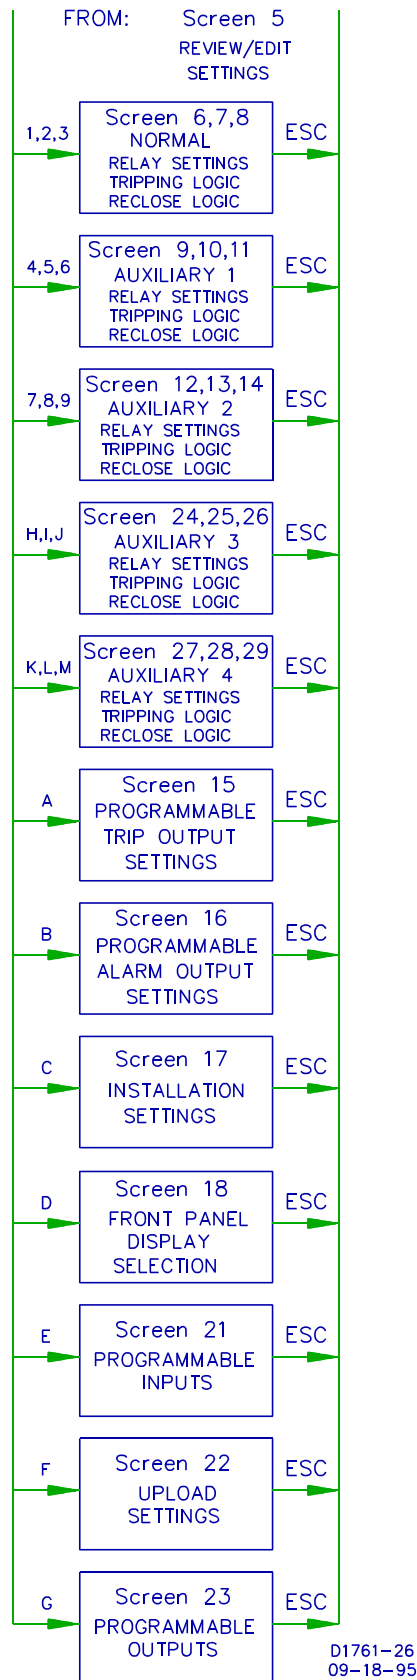 FROM: Screen 5
REVIEW/EDIT
SETTINGS
1,2,3
Screen 6,7,8
NORMAL
RELAY SETTINGS
TRIPPING LOGIC
RECLOSE LOGIC
ESC
4,5,6
Screen 9,10,11
AUXILIARY 1
RELAY SETTINGS
TRIPPING LOGIC
RECLOSE LOGIC
ESC
7,8,9
Screen 12,13,14
AUXILIARY 2
RELAY SETTINGS
TRIPPING LOGIC
RECLOSE LOGIC
ESC
H,I,J
Screen 24,25,26
AUXILIARY 3
RELAY SETTINGS
TRIPPING LOGIC
RECLOSE LOGIC
ESC
K,L,M
Screen 27,28,29
AUXILIARY 4
RELAY SETTINGS
TRIPPING LOGIC
RECLOSE LOGIC
ESC
A
Screen 15
PROGRAMMABLE
TRIP OUTPUT
SETTINGS
ESC
B
Screen 16
PROGRAMMABLE
ALARM OUTPUT
SETTINGS
ESC
C
Screen 17
INSTALLATION
SETTINGS
ESC
D
Screen 18
FRONT PANEL
DISPLAY
SELECTION
ESC
E
Screen 21
PROGRAMMABLE
INPUTS
ESC
F
Screen 22
UPLOAD
SETTINGS
ESC
G
Screen 23
PROGRAMMABLE
OUTPUTS
ESC
D1761-26
09-18-95